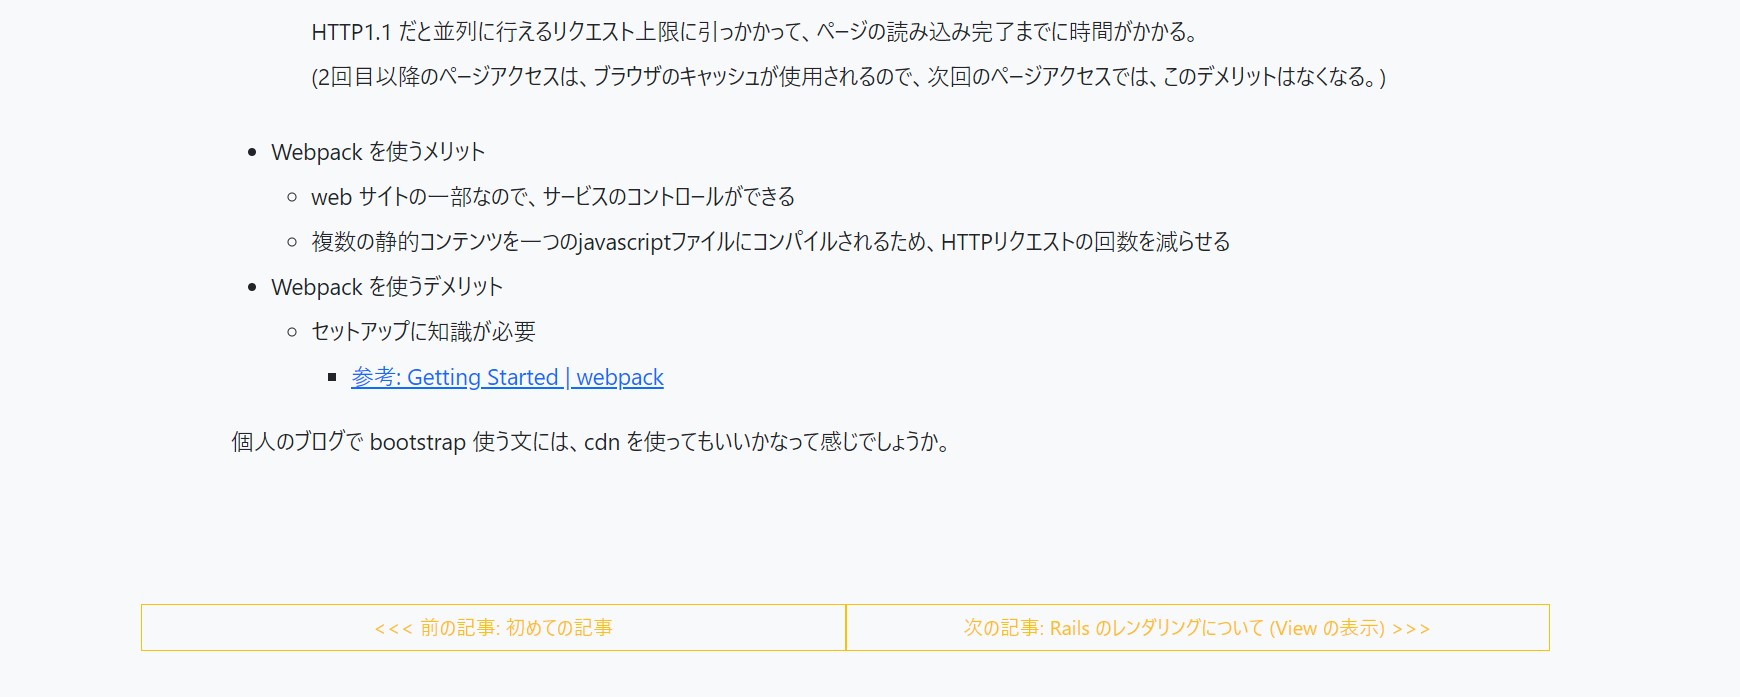 HTTP1.1 だと並列に行えるリクエスト上限に引っかかって、ページの読み込み完了までに時間がかかる。
(2回目以降のページアクセスは、ブラウザのキャッシュが使用されるので、次回のページアクセスでは、このデメリットはなくなる。)
Webpack を使うメリット
web サイトの一部なので、サービスのコントロールができる
複数の静的コンテンツを一つのjavascriptファイルにコンパイルされるため、HTTPリクエストの回数を減らせる
Webpack を使うデメリット
セットアップに知識が必要
参考: Getting Started | webpack
個人のブログで bootstrap 使う文には、cdn を使ってもいいかなって感じでしょうか。
<<< 前の記事: 初めての記事
次の記事: Rails のレンダリングについて (View の表示) >>>